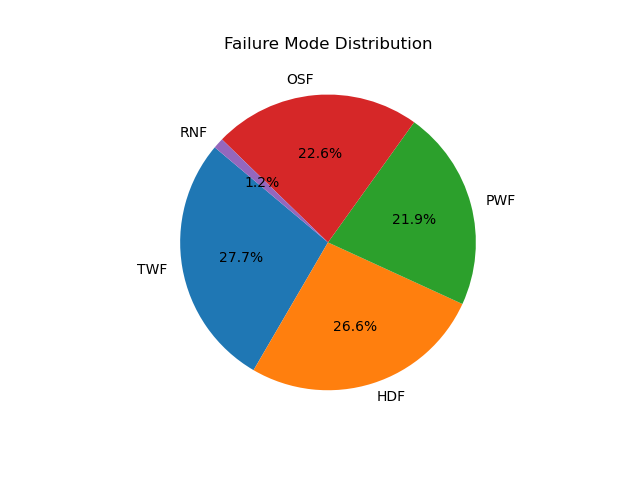 Failure Mode Distribution
OSF
RNF
22.6%
1.2%
PWF
21.9%
27.7%
TWF
26.6%
HDF